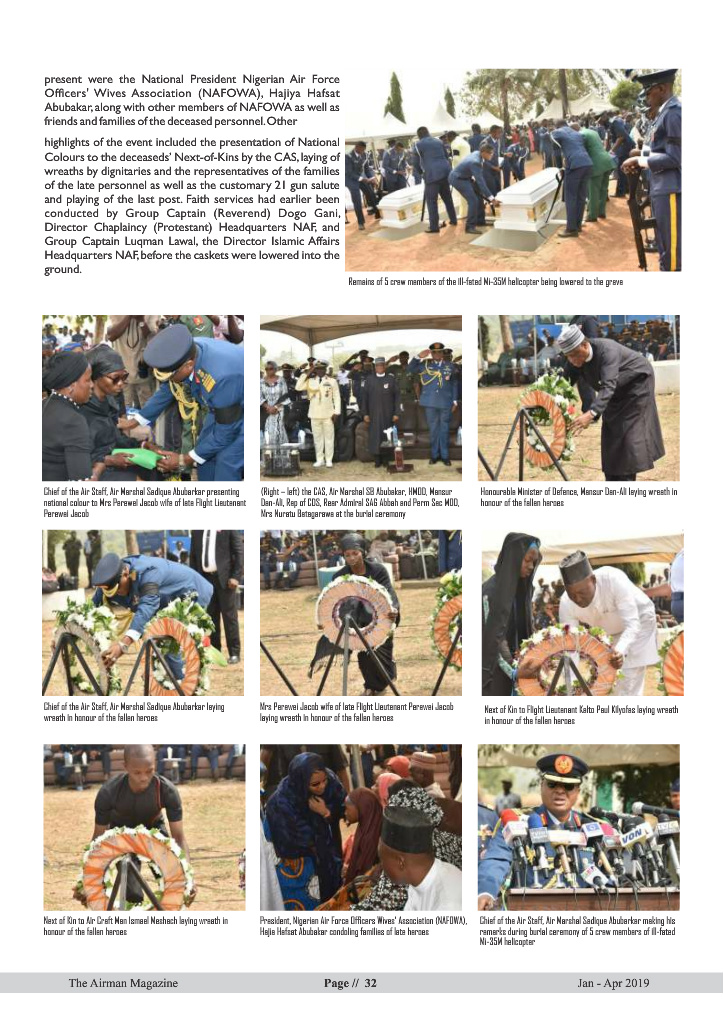 present were the National President Nigerian Air Force
Officers' Wives Association (NAFOWA), Hajiya Hafsat
Abubakar, along with other members of NAFOWA as well as
friends and families of the deceased personnel. Other
highlights of the event included the presentation of National
Colours to the deceaseds' Next-of-Kins by the CAS, laying of
wreaths by dignitaries and the representatives of the families
of the late personnel as well as the customary 21 gun salute
and playing of the last post. Faith services had earlier been
conducted by Group Captain (Reverend) Dogo Gani,
Director Chaplaincy (Protestant) Headquarters NAF, and
Group Captain Luqman Lawal, the Director Islamic Affairs
Headquarters NAF, before the caskets were lowered into the
ground.
Remains of 5 crew members of the Ill-fated Mi-35M helicopter being lowered to the grave
Chief of the Air Staff, Air Marshal Sadique Abubarkar presenting
national colour to Mrs Perewei Jacob wife of late Flight Lieutenant
Perewei Jacob
(Right – left) the CAS, Air Marshal SB Abubakar, HMOD, Mansur
Dan-Ali, Rep of CDS, Rear Admiral SAG Abbah and Perm Sec MOD,
Mrs Nuratu Batagarawa at the burial ceremony
Honourable Minister of Defence, Mansur Dan-Ali laying wreath in
honour of the fallen heroes
Chief of the Air Staff, Air Marshal Sadique Abubarkar laying
wreath in honour of the fallen heroes
Mrs Perewei Jacob wife of late Flight Lieutenant Perewei Jacob
laying wreath in honour of the fallen heroes
Next of Kin to Flight Lieutenant Kalto Paul Kilyofas laying wreath
in honour of the fallen heroes
Next of Kin to Air Craft Man Ismael Meshach laying wreath in
honour of the fallen heroes
President, Nigerian Air Force Officers Wives' Association (NAFOWA),
Hajia Hafsat Abubakar condoling families of late heroes
VON
Chief of the Air Staff, Air Marshal Sadique Abubarkar making his
remarks during burial ceremony of 5 crew members of ill-fated
Mi-35M helicopter
The Airman Magazine
Page // 32
Jan - Apr 2019